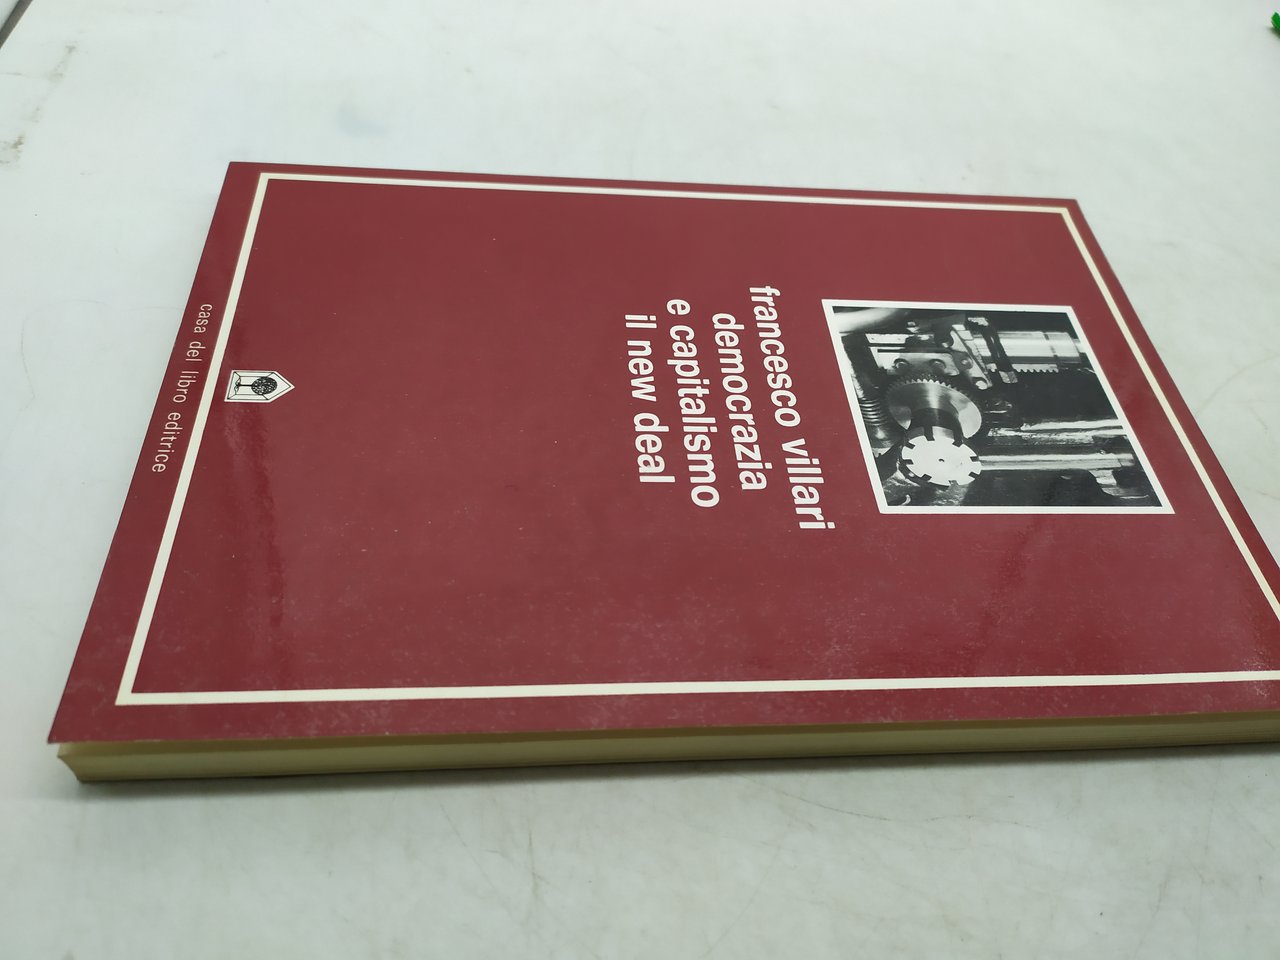 francesco villari
democrazia
e capitalismo
il new deal
casa del libro editrice